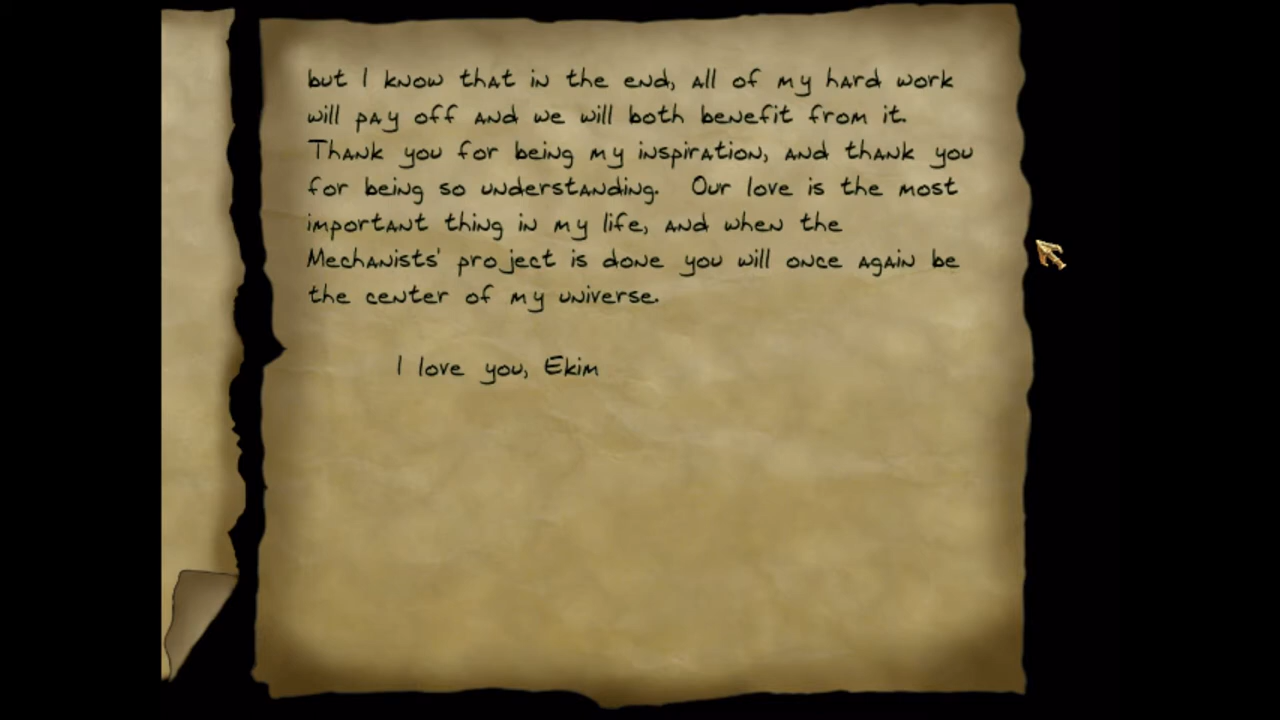 but I know that in the end, all of my hard work
will pay off and we will both benefit from it.
Thank you for being my inspiration, and thank you
for being so understanding. Our love is the most
important thing in my life, and when the
Mechanists' project is done you will once again be
the center of my universe.
I love you, Ekim